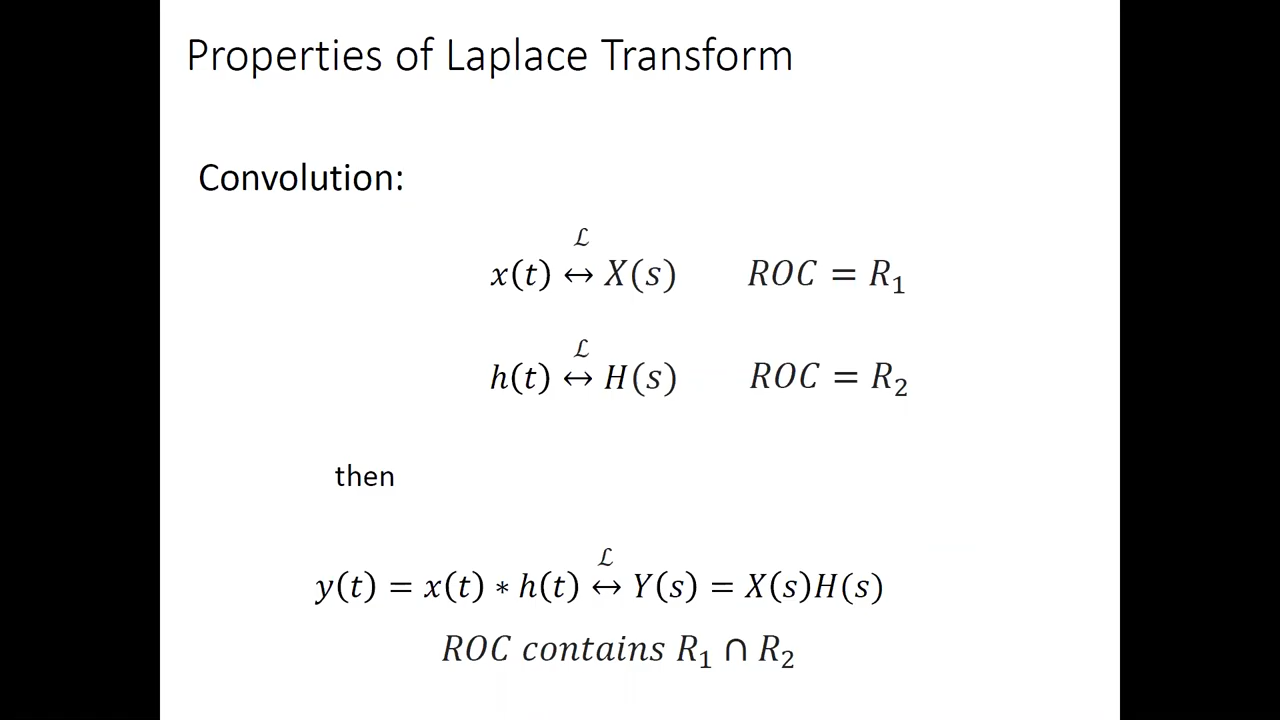 Properties of Laplace Transform
Convolution:
ℒ
x(t) ↔ X(s) ROC = R₁
ℒ
h(t) ↔ H(s) ROC = R₂
then
ℒ
y(t) = x(t) ∗ h(t) ↔ Y(s) = X(s)H(s)
ROC contains R₁ ∩ R₂